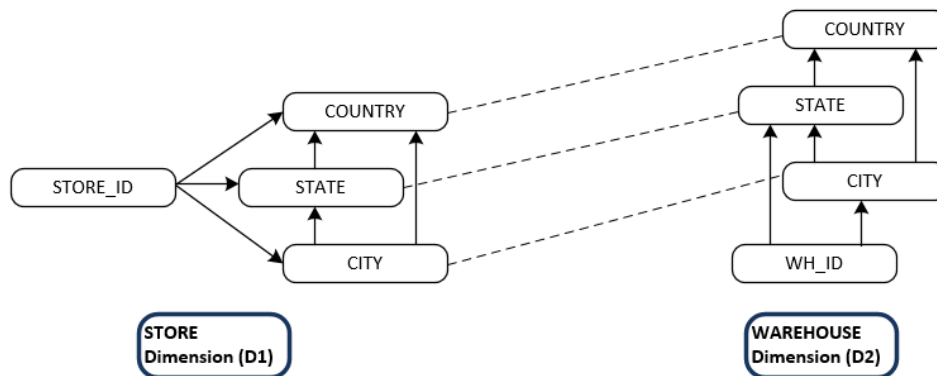 COUNTRY
STATE
CITY
STORE_ID
COUNTRY
STATE
CITY
WH_ID
STORE
Dimension (D1)
WAREHOUSE
Dimension (D2)